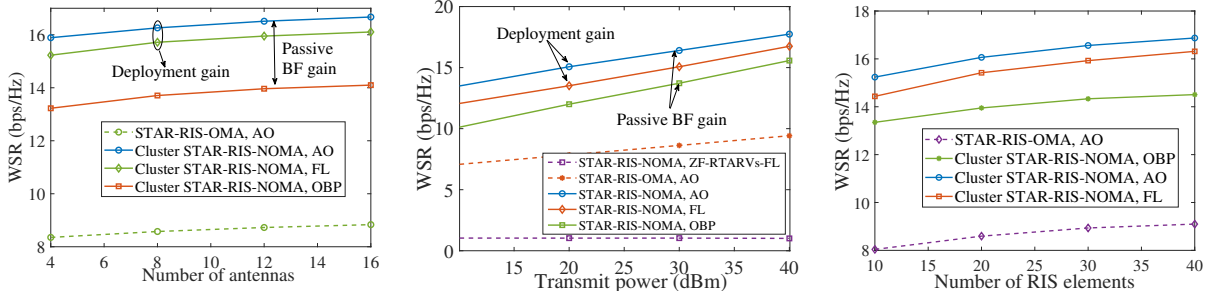 WSR (bps/Hz)
16
14
12
10
8
Deployment gain
Passive
BF gain
STAR-RIS-OMA, AO
Cluster STAR-RIS-NOMA, AO
Cluster STAR-RIS-NOMA, FL
Cluster STAR-RIS-NOMA, OBP
4 6 8 10 12 14 16
Number of antennas
WSR (bps/Hz)
20
15
10
5
0
Deployment gain
Passive BF gain
STAR-RIS-NOMA, ZF-RTARVs-FL
STAR-RIS-OMA, AO
STAR-RIS-NOMA, AO
STAR-RIS-NOMA, FL
STAR-RIS-NOMA, OBP
20 30 40
Transmit power (dBm)
WSR (bps/Hz)
18
16
14
12
10
8
STAR-RIS-OMA, AO
Cluster STAR-RIS-NOMA, OBP
Cluster STAR-RIS-NOMA, AO
Cluster STAR-RIS-NOMA, FL
10 20 30 40
Number of RIS elements